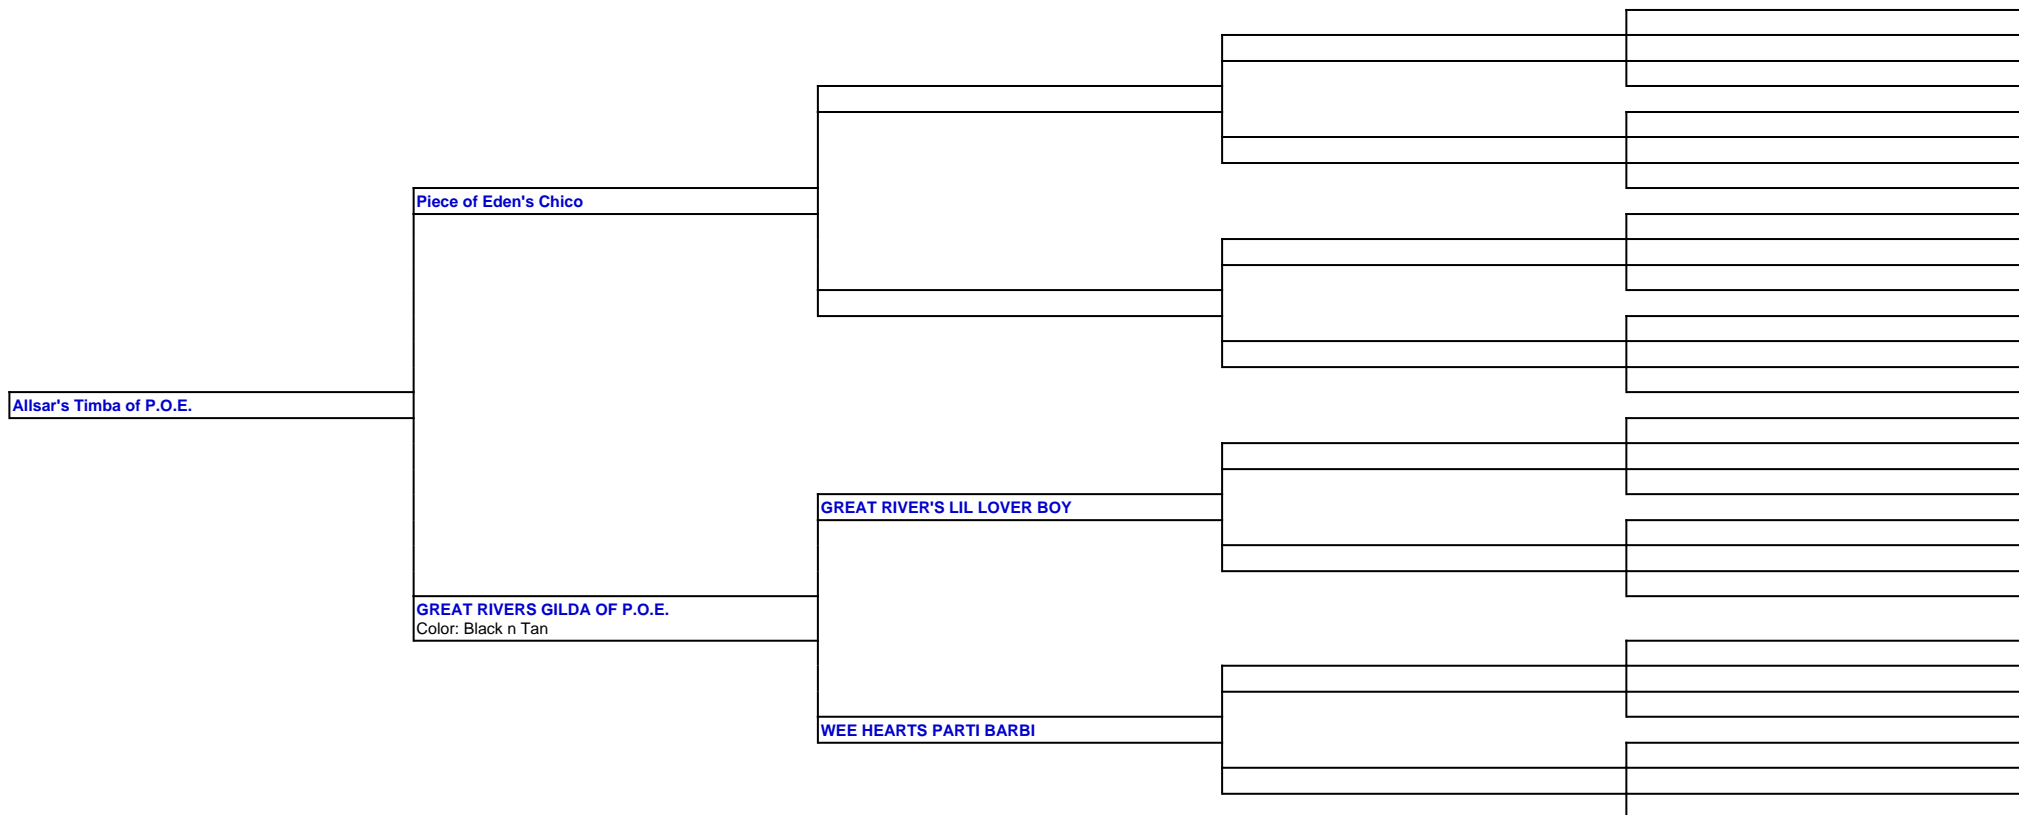 Piece of Eden's Chico
Allsar's Timba of P.O.E.
GREAT RIVER'S LIL LOVER BOY
GREAT RIVERS GILDA OF P.O.E.
Color: Black n Tan
WEE HEARTS PARTI BARBI